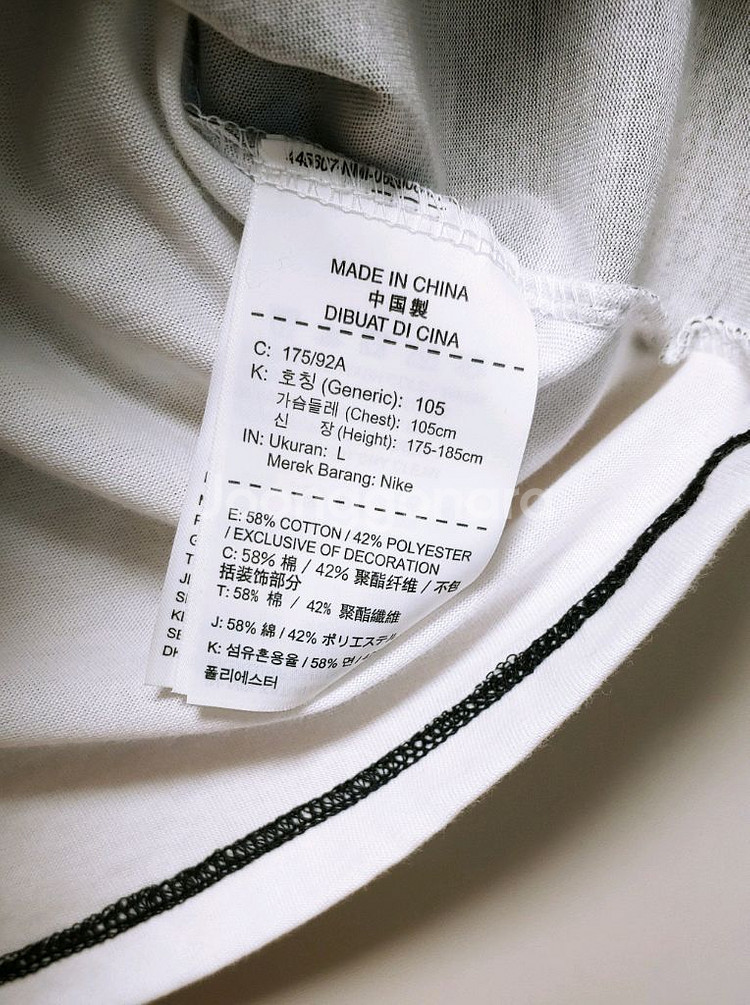 MADE IN CHINA
中国製
DIBUAT DI CINA
C: 175/92A
K: 호칭 (Generic): 105
가슴둘레 (Chest): 105cm
신 장 (Height): 175-185cm
IN: Ukuran: L
Merek Barang: Nike
E: 58% COTTON / 42% POLYESTER
/ EXCLUSIVE OF DECORATION
C: 58% 棉 / 42% 聚酯纤维 / 不包
括装饰部分
T: 58% 棉 / 42% 聚酯纖維
J: 58% 綿 / 42% ポリエステル
K: 섬유혼용율 / 58% 면 /
폴리에스터